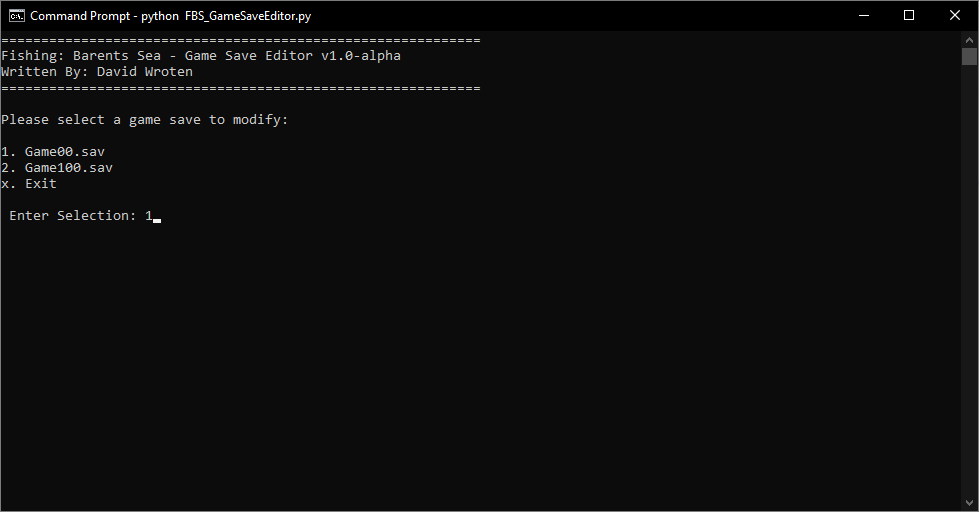 Command Prompt - python  FBS_GameSaveEditor.py
============================================================
Fishing: Barents Sea - Game Save Editor v1.0-alpha
Written By: David Wroten
============================================================
Please select a game save to modify:
1. Game00.sav
2. Game100.sav
x. Exit
Enter Selection: 1